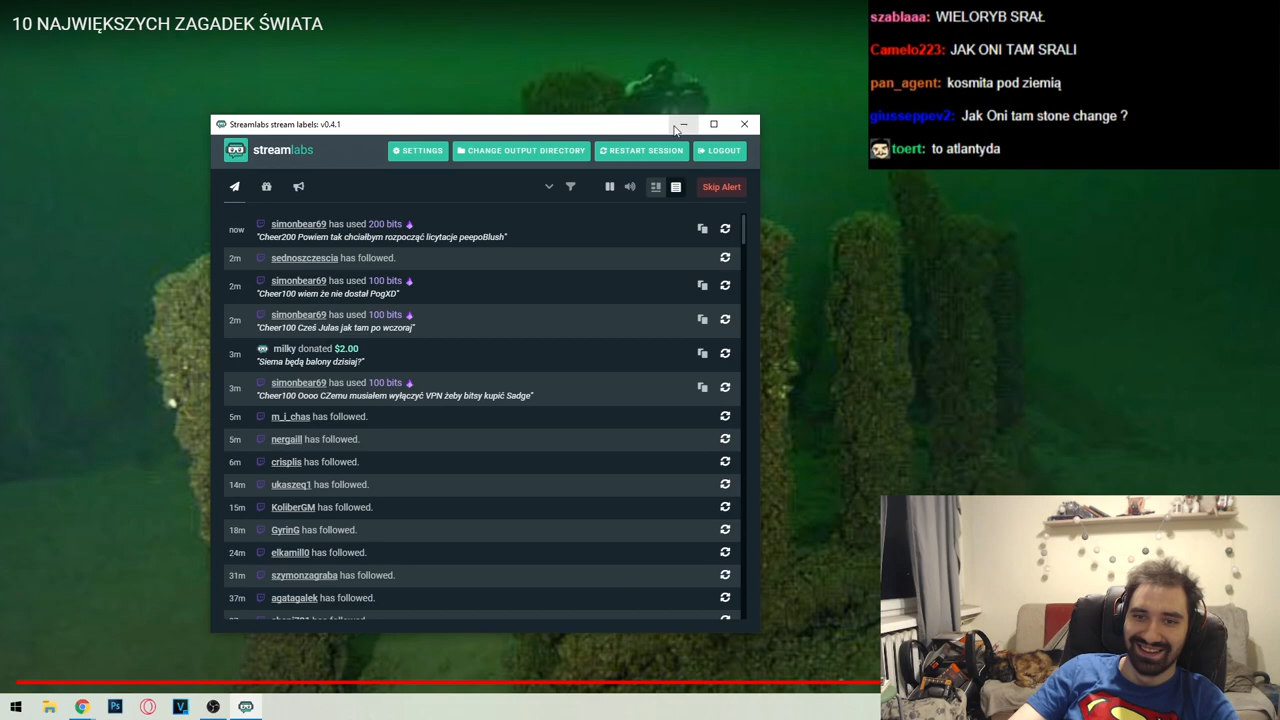 10 NAJWIĘKSZYCH ZAGADEK ŚWIATA
szablaaa: WIELORYB SRAŁ
Camelo223: JAK ONI TAM SRALI
pan_agent: kosmita pod ziemią
giusseppev2: Jak Oni tam stone change ?
toert: to atlantyda
Streamlabs stream labels: v0.4.1
streamlabs
SETTINGS
CHANGE OUTPUT DIRECTORY
RESTART SESSION
LOGOUT
Skip Alert
now simonbear69 has used 200 bits
"Cheer200 Powiem tak chciałbym rozpocząć licytacje peepoBlush"
2m sednoszczescia has followed.
2m simonbear69 has used 100 bits
"Cheer100 wiem że nie dostał PogXD"
2m simonbear69 has used 100 bits
"Cheer100 Cześ Julas jak tam po wczoraj"
3m milky donated $2.00
"Siema będą balony dzisiaj?"
3m simonbear69 has used 100 bits
"Cheer100 Oooo CZemu musiałem wyłączyć VPN żeby bitsy kupić Sadge"
5m m_i_chas has followed.
5m nergaill has followed.
6m crisplis has followed.
14m ukaszeq1 has followed.
15m KoliberGM has followed.
18m GyrinG has followed.
24m elkamill0 has followed.
31m szymonzagraba has followed.
37m agatagalek has followed.
Ps
V